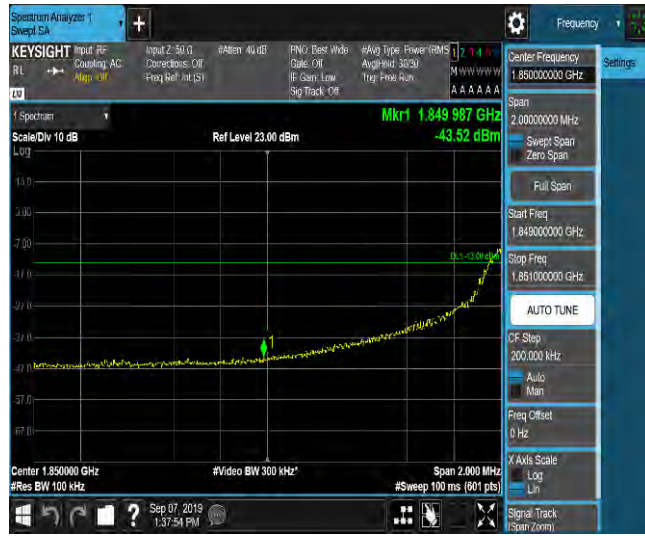 Spectrum Analyzer 1
Swept SA
+
Frequency
KEYSIGHT
Input: RF
Coupling: AC
Align: Off
RL
LXI
Input Z: 50 Ω
Corrections: Off
Freq Ref: Int (S)
#Atten: 40 dB
PNO: Best Wide
Gate: Off
IF Gain: Low
Sig Track: Off
#Avg Type: Power (RMS
Avg|Hold: 30/30
Trig: Free Run
M W W W W W
A A A A A A
Center Frequency
1.850000000 GHz
Settings
Span
2.00000000 MHz
Swept Span
Zero Span
Full Span
Start Freq
1.849000000 GHz
Stop Freq
1.851000000 GHz
AUTO TUNE
CF Step
200.000 kHz
Auto
Man
Freq Offset
0 Hz
X Axis Scale
Log
Lin
Signal Track
(Span Zoom)
1 Spectrum
Mkr1 1.849 987 GHz
Scale/Div 10 dB
Ref Level 23.00 dBm
-43.52 dBm
Log
13.0
3.00
-7.00
DL1 -13.00 dBm
-17.0
-27.0
-37.0
1
-47.0
-57.0
-67.0
Center 1.850000 GHz
#Video BW 300 kHz*
Span 2.000 MHz
#Res BW 100 kHz
#Sweep 100 ms (601 pts)
?
Sep 07, 2019
1:37:54 PM